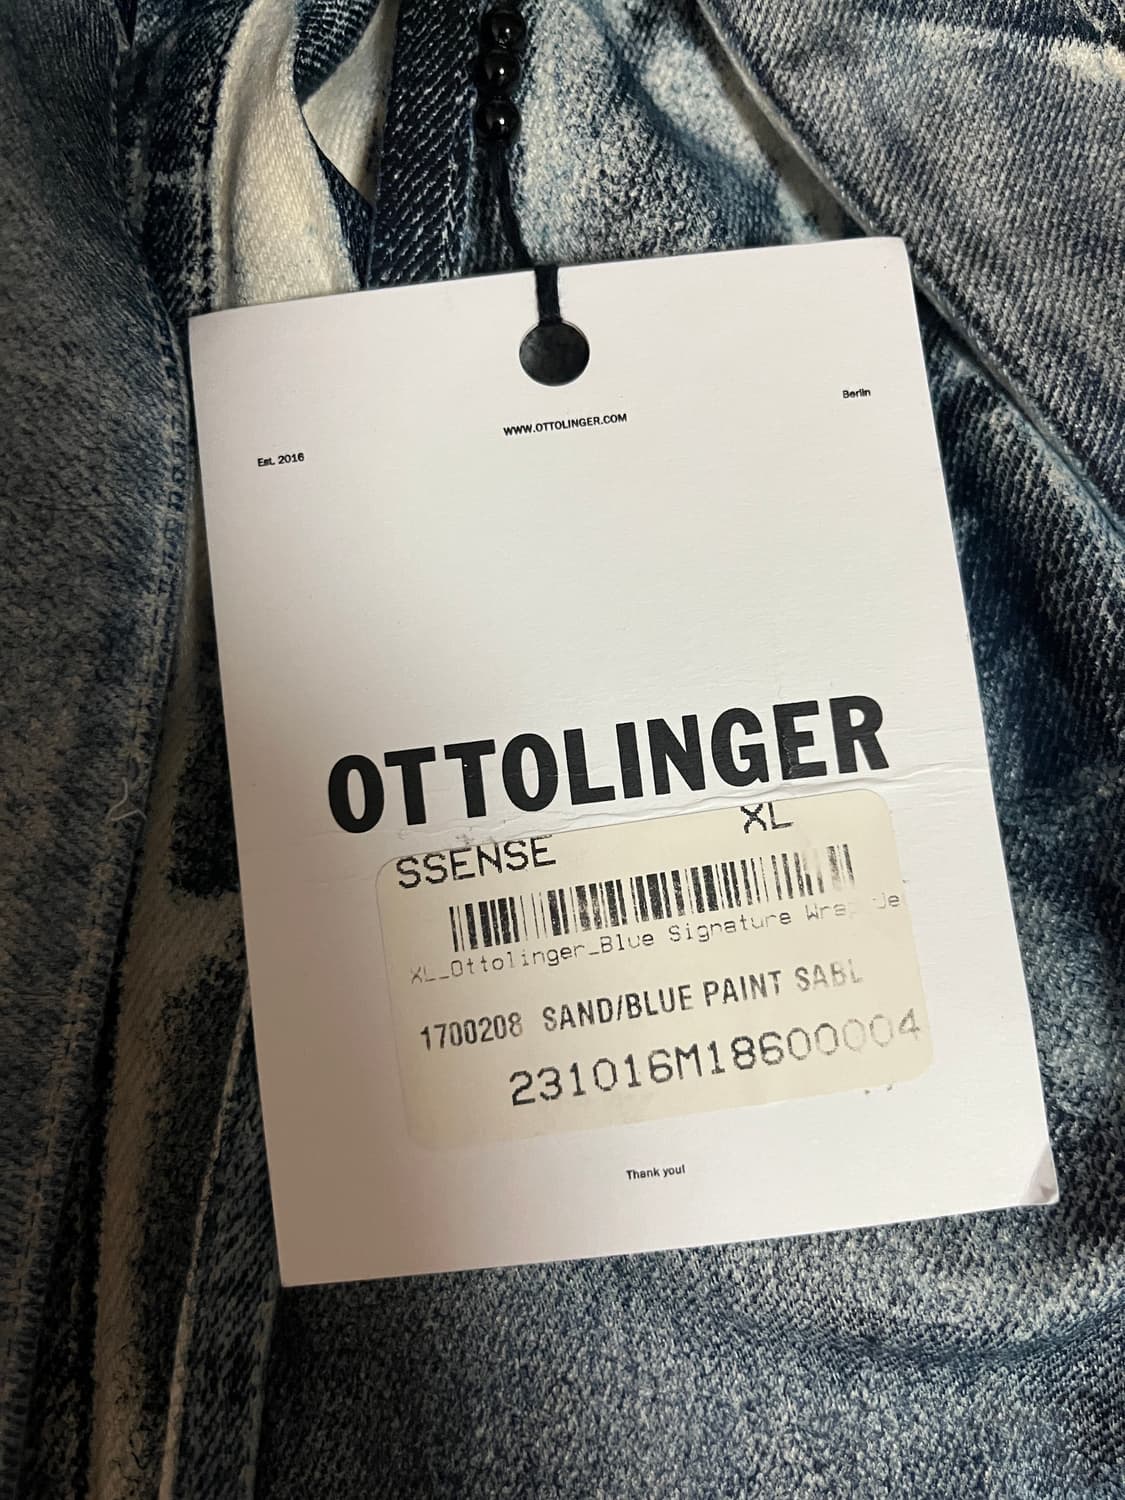 Berlin
WWW.OTTOLINGER.COM
Est. 2016
OTTOLINGER
SSENSE XL
XL_Ottolinger_Blue Signature Wrap Je
1700208 SAND/BLUE PAINT SABL
231016M18600004
Thank you!